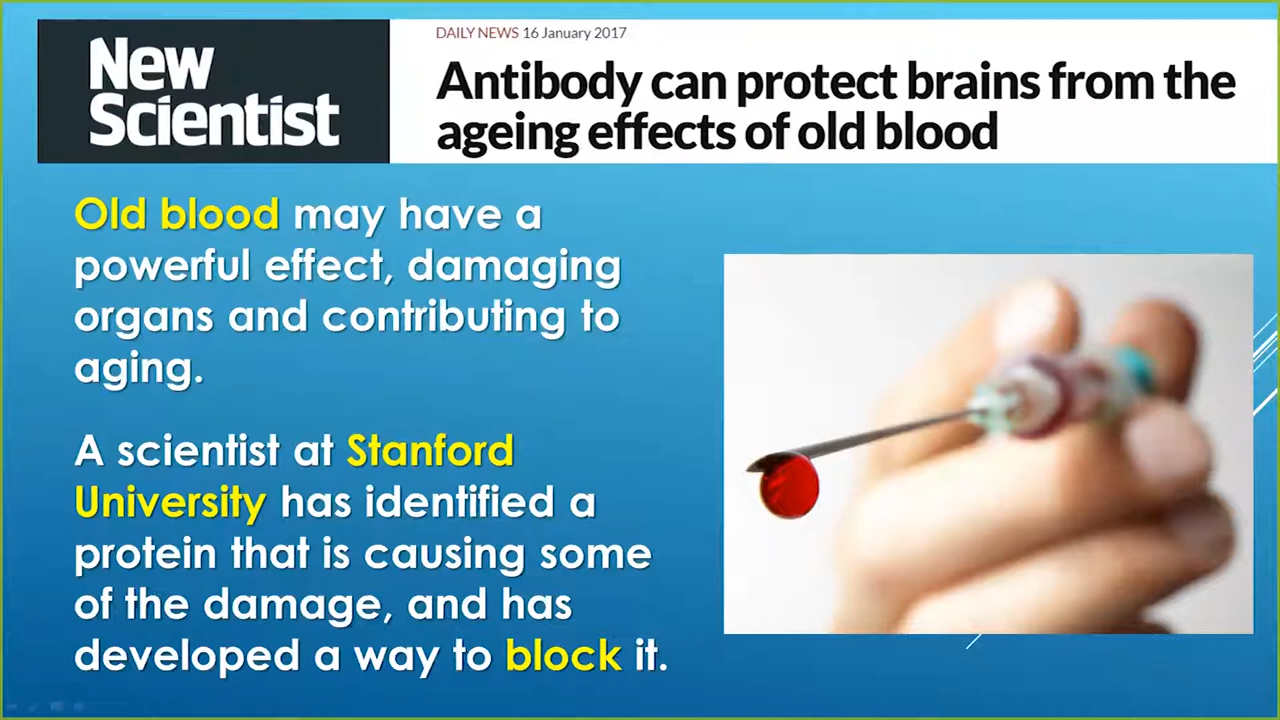 New
Scientist
DAILY NEWS 16 January 2017
Antibody can protect brains from the
ageing effects of old blood
Old blood may have a
powerful effect, damaging
organs and contributing to
aging.
A scientist at Stanford
University has identified a
protein that is causing some
of the damage, and has
developed a way to block it.